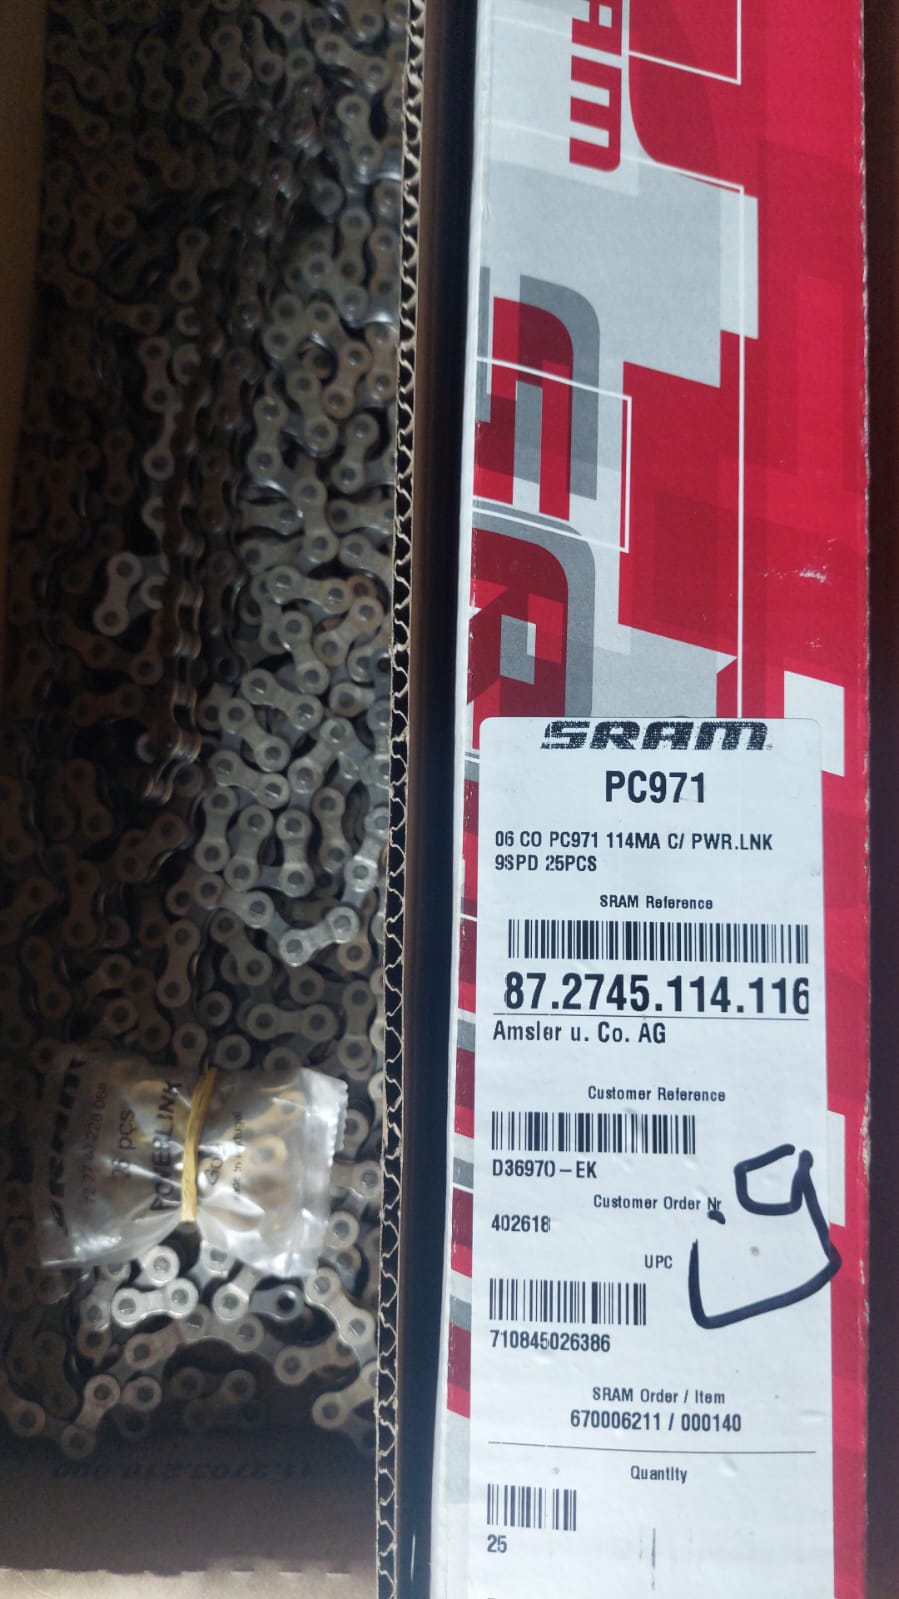 SRAM
PC971
06 CO PC971 114MA C/ PWR.LNK
9SPD 25PCS
SRAM Reference
87.2745.114.116
Amsler u. Co. AG
Customer Reference
D36970-EK
Customer Order Nr
402618
UPC
710845026386
SRAM Order / Item
670006211 / 000140
Quantity
25
9
SRAM
pcs
POWERLINK